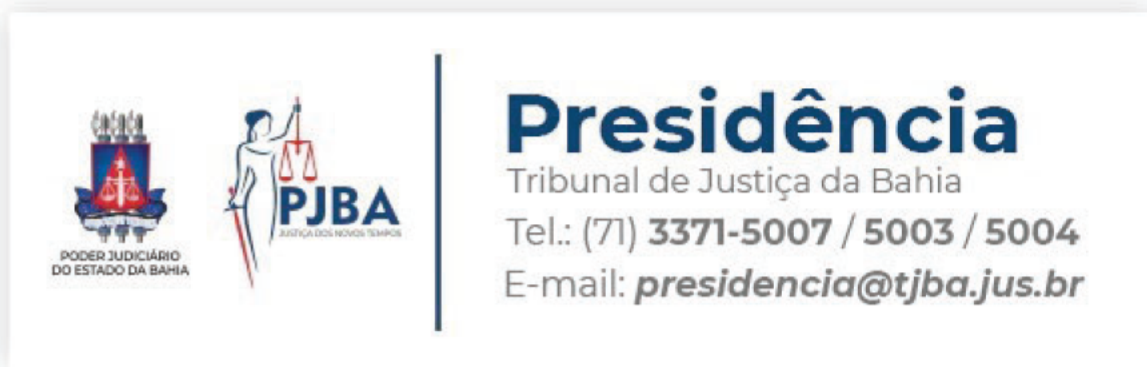 PODER JUDICIÁRIO
DO ESTADO DA BAHIA
PJBA
JUSTIÇA DOS NOVOS TEMPOS
Presidência
Tribunal de Justiça da Bahia
Tel.: (71) 3371-5007 / 5003 / 5004
E-mail: presidencia@tjba.jus.br